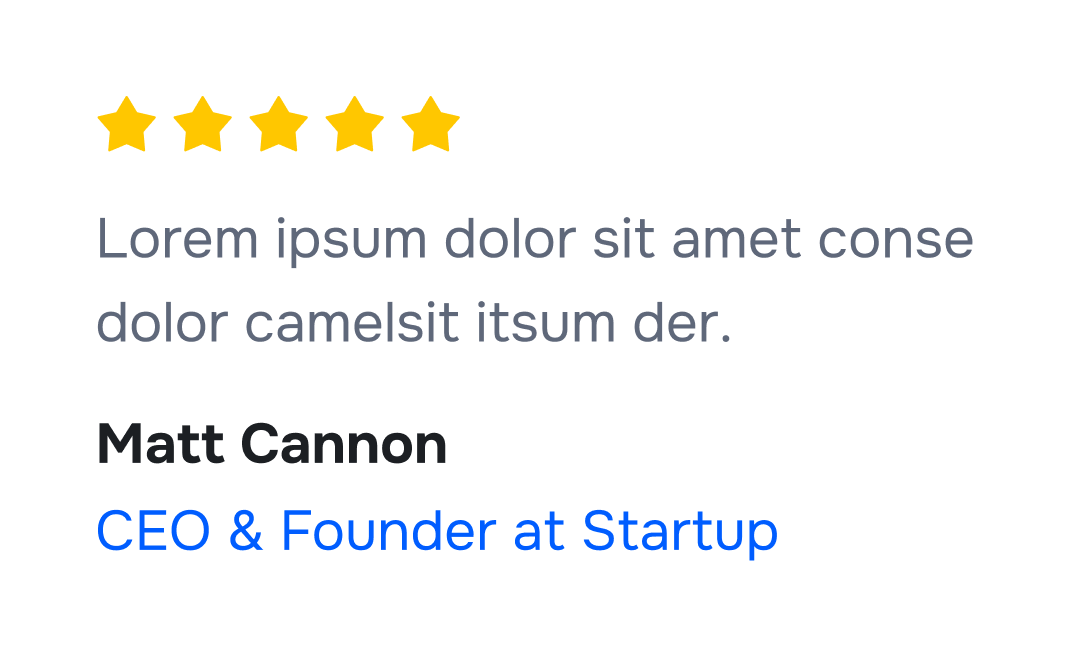 Lorem ipsum dolor sit amet conse
dolor camelsit itsum der.
Matt Cannon
CEO & Founder at Startup